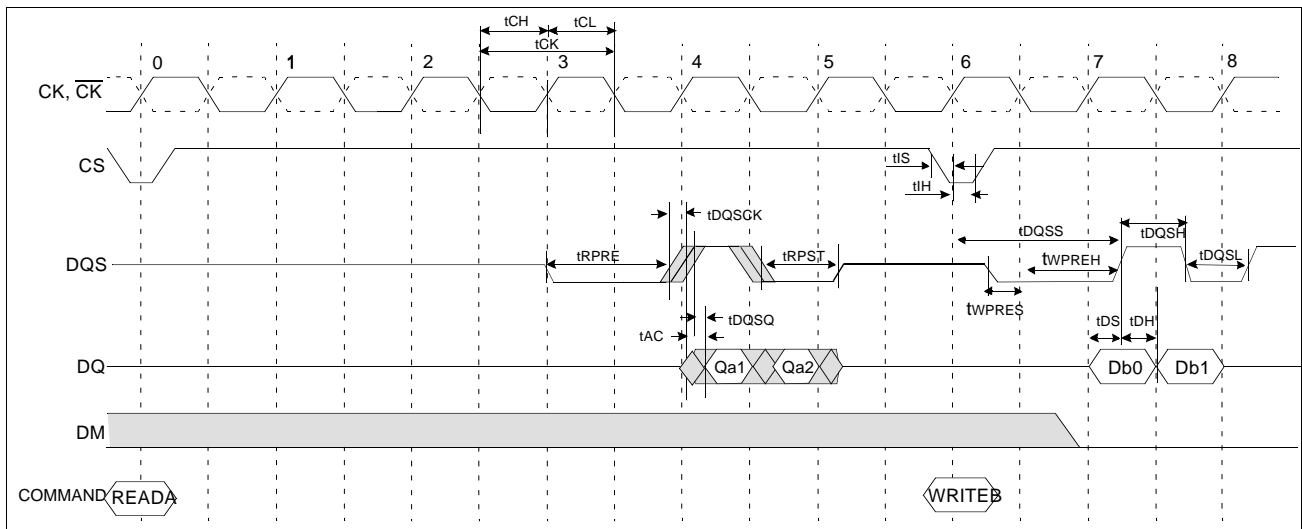 tCH
tCL
tCK
0
1
2
3
4
5
6
7
8
CK, CK
CS
tIS
tIH
DQS
tRPRE
tDQSCK
tRPST
tDQSS
tWPREH
tWPRES
tDQSH
tDQSL
tDS
tDH
tAC
tDQSQ
DQ
Qa1
Qa2
Db0
Db1
DM
COMMAND
READA
WRITEB